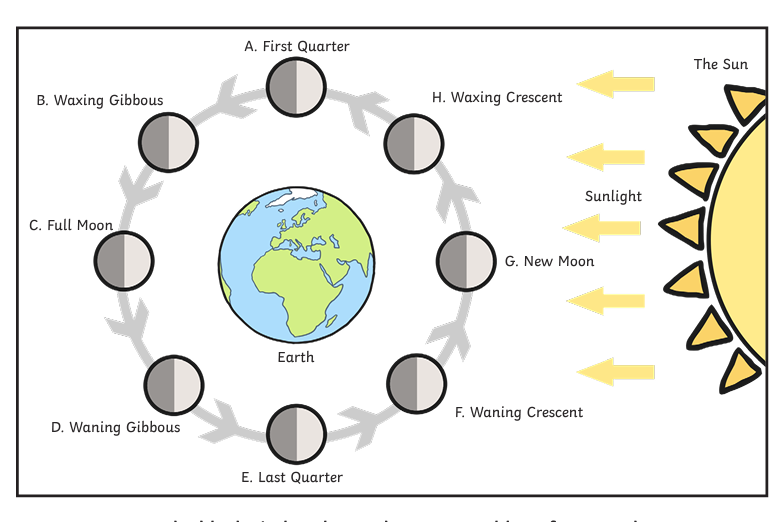 A. First Quarter
The Sun
B. Waxing Gibbous
H. Waxing Crescent
Sunlight
C. Full Moon
G. New Moon
Earth
D. Waning Gibbous
F. Waning Crescent
E. Last Quarter